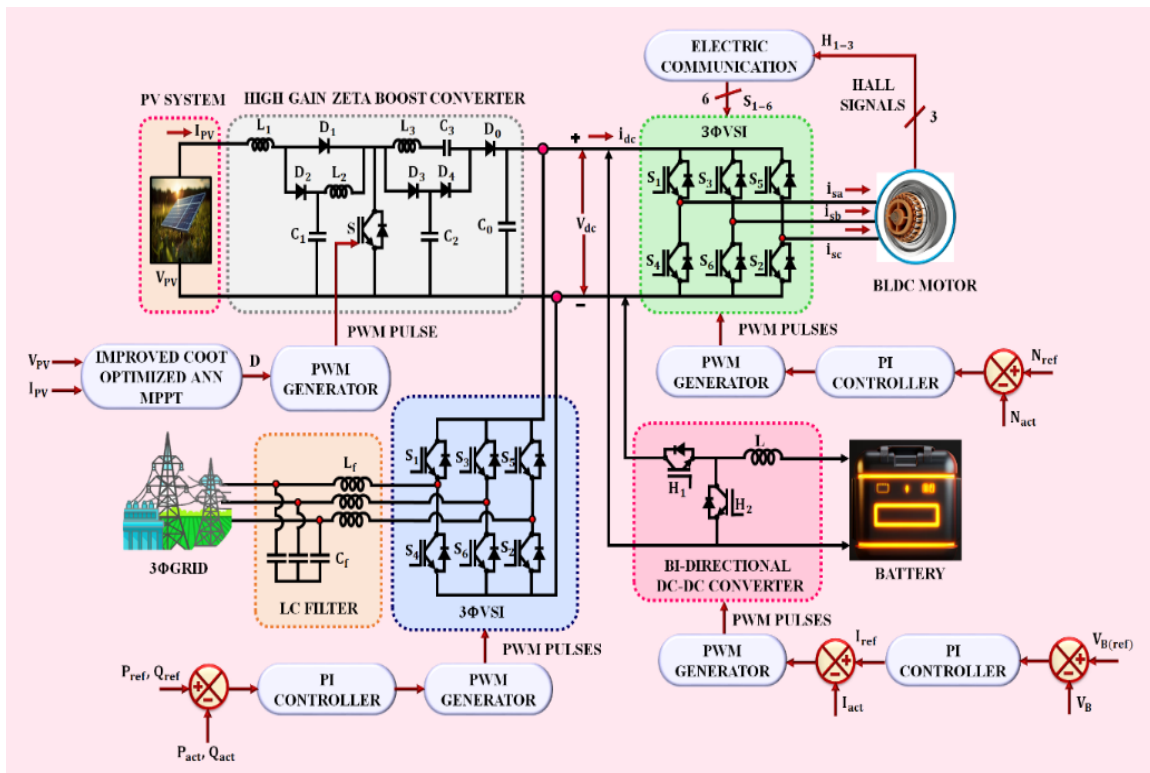 ELECTRIC
COMMUNICATION
H1−3
HALL
SIGNALS
3
6
S1−6
PV SYSTEM
HIGH GAIN ZETA BOOST CONVERTER
3ΦVSI
IPV
L1
D1
L3
C3
D0
+
idc
D2
L2
D3
D4
S1
S3
S5
C1
S
C2
C0
Vdc
isa
isb
isc
S4
S6
S2
VPV
−
BLDC MOTOR
PWM PULSE
PWM PULSES
VPV
IPV
IMPROVED COOT
OPTIMIZED ANN
MPPT
D
PWM
GENERATOR
PWM
GENERATOR
PI
CONTROLLER
Nref
Nact
S1
S3
S5
Lf
L
H1
H2
S4
S6
S2
Cf
3ΦGRID
LC FILTER
3ΦVSI
BI-DIRECTIONAL
DC-DC CONVERTER
BATTERY
PWM PULSES
PWM PULSES
Pref, Qref
PI
CONTROLLER
PWM
GENERATOR
Pact, Qact
PWM
GENERATOR
Iref
Iact
PI
CONTROLLER
VB(ref)
VB